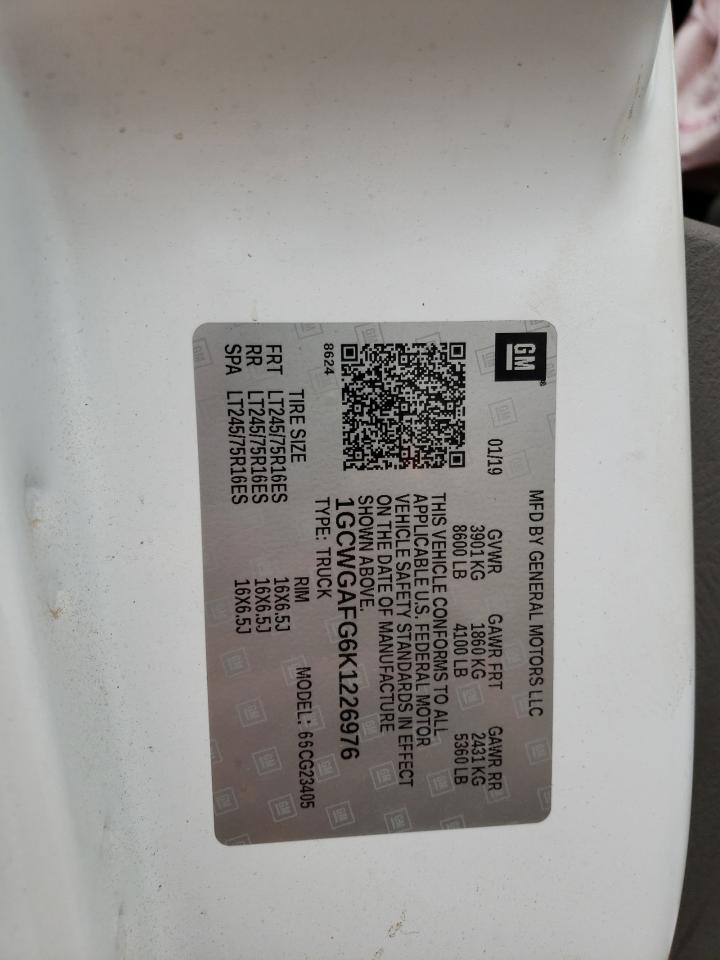 GM
MFD BY GENERAL MOTORS LLC
01/19
GVWR GAWR FRT GAWR RR
3901 KG 1860 KG 2431 KG
8600 LB 4100 LB 5360 LB
THIS VEHICLE CONFORMS TO ALL
APPLICABLE U.S. FEDERAL MOTOR
VEHICLE SAFETY STANDARDS IN EFFECT
ON THE DATE OF MANUFACTURE
SHOWN ABOVE.
1GCWGAFG6K1226976
8624
TYPE: TRUCK MODEL: 66CG23405
TIRE SIZE RIM
FRT LT245/75R16ES 16X6.5J
RR LT245/75R16ES 16X6.5J
SPA LT245/75R16ES 16X6.5J